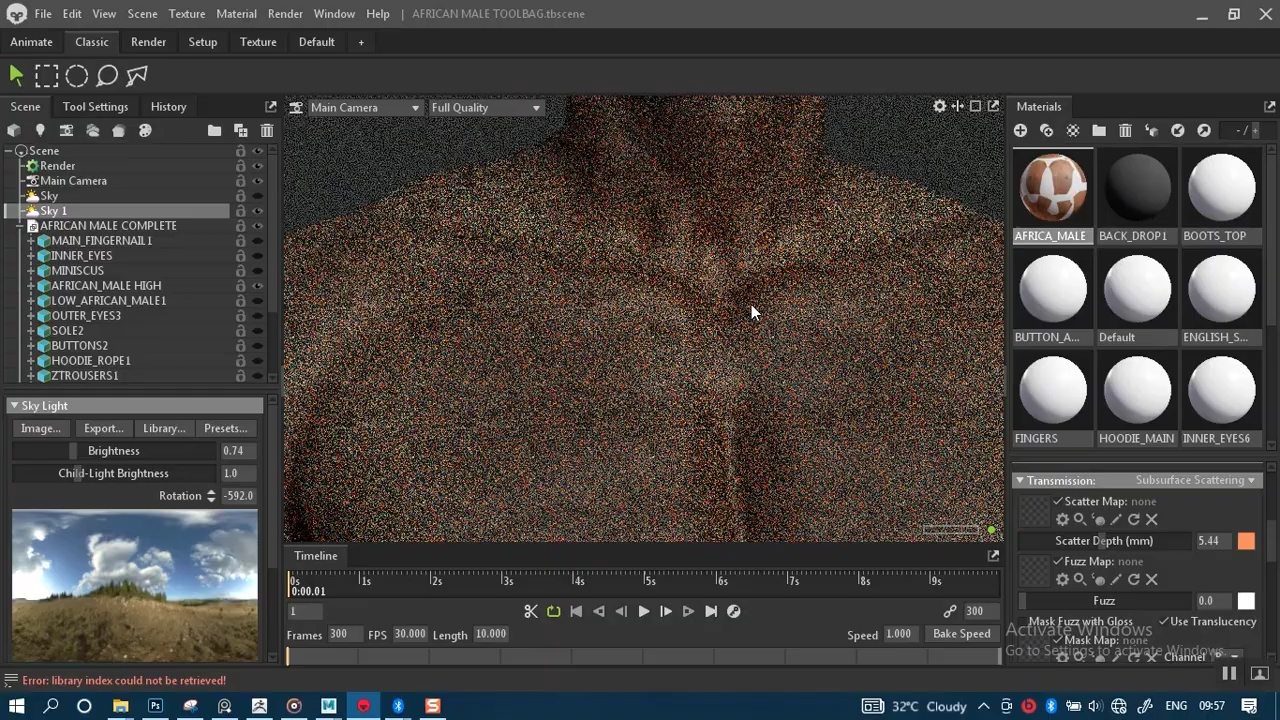 File Edit View Scene Texture Material Render Window Help AFRICAN MALE TOOLBAG.tbscene
Animate Classic Render Setup Texture Default +
Scene Tool Settings History
Main Camera Full Quality
Materials
- / +
Scene
Render
Main Camera
Sky
Sky 1
AFRICAN MALE COMPLETE
MAIN_FINGERNAIL1
INNER_EYES
MINISCUS
AFRICAN_MALE HIGH
LOW_AFRICAN_MALE1
OUTER_EYES3
SOLE2
BUTTONS2
HOODIE_ROPE1
ZTROUSERS1
AFRICA_MALE BACK_DROP1 BOOTS_TOP
BUTTON_A... Default ENGLISH_S...
FINGERS HOODIE_MAIN INNER_EYES6
Sky Light
Image... Export... Library... Presets...
Brightness 0.74
Child-Light Brightness 1.0
Rotation -592.0
Transmission: Subsurface Scattering
Scatter Map: none
Scatter Depth (mm) 5.44
Fuzz Map: none
Fuzz 0.0
Mask Fuzz with Gloss Use Translucency
Mask Map: none
Channel
Timeline
0s 1s 2s 3s 4s 5s 6s 7s 8s 9s
0:00.01
1 300
Frames 300 FPS 30.000 Length 10.000 Speed 1.000 Bake Speed
Activate Windows
Go to Settings to activate Windows.
Error: library index could not be retrieved!
32°C Cloudy ENG 09:57